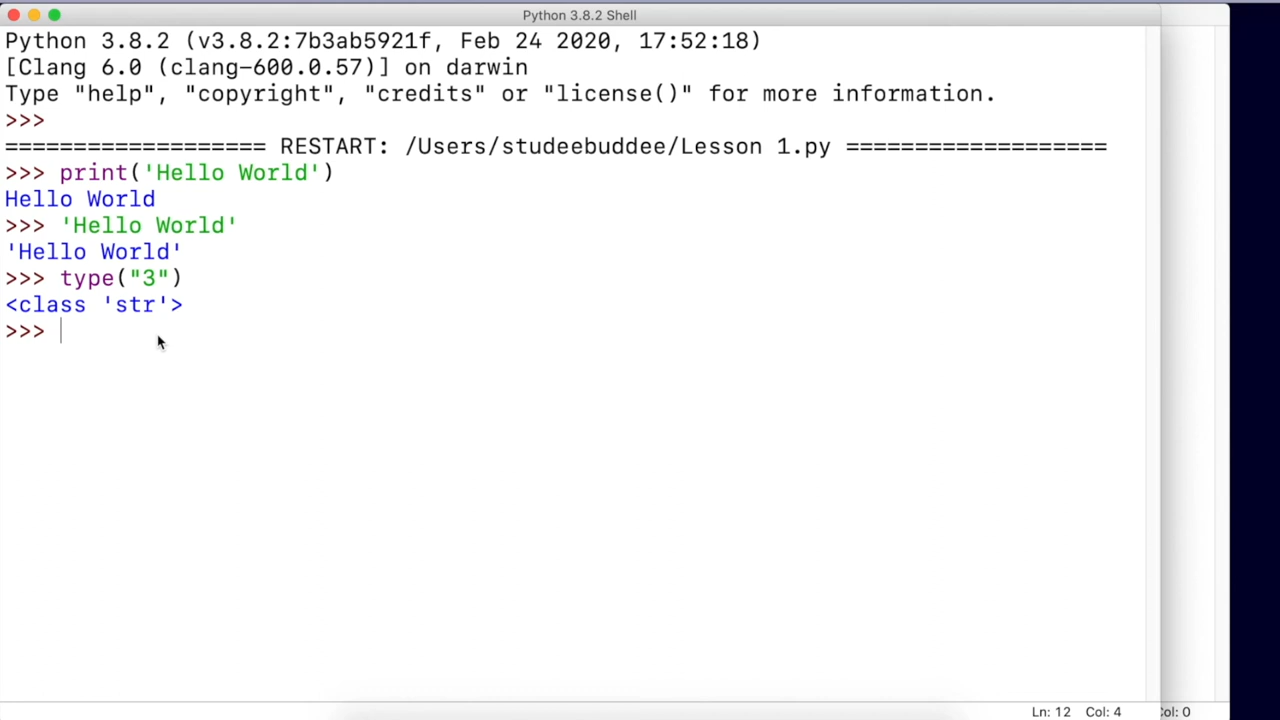 Python 3.8.2 Shell
Python 3.8.2 (v3.8.2:7b3ab5921f, Feb 24 2020, 17:52:18)
[Clang 6.0 (clang-600.0.57)] on darwin
Type "help", "copyright", "credits" or "license()" for more information.
>>>
=================== RESTART: /Users/studeebuddee/Lesson 1.py ===================
>>> print('Hello World')
Hello World
>>> 'Hello World'
'Hello World'
>>> type("3")
<class 'str'>
>>>
Ln: 12 Col: 4 Col: 0